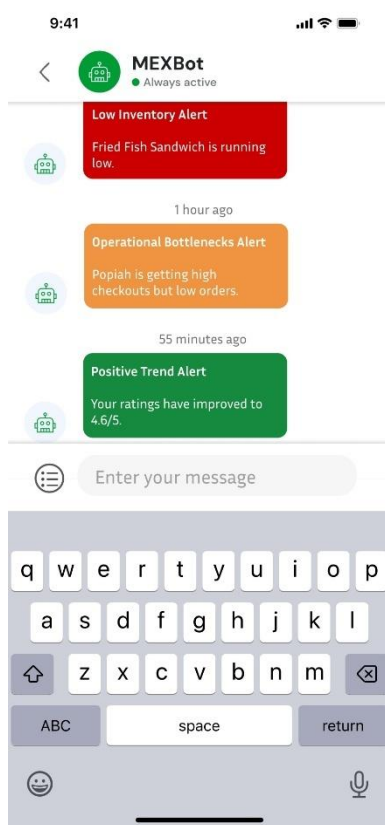 9:41
MEXBot
Always active
Low Inventory Alert
Fried Fish Sandwich is running
low.
1 hour ago
Operational Bottlenecks Alert
Popiah is getting high
checkouts but low orders.
55 minutes ago
Positive Trend Alert
Your ratings have improved to
4.6/5.
Enter your message
q w e r t y u i o p
a s d f g h j k l
z x c v b n m
ABC space return